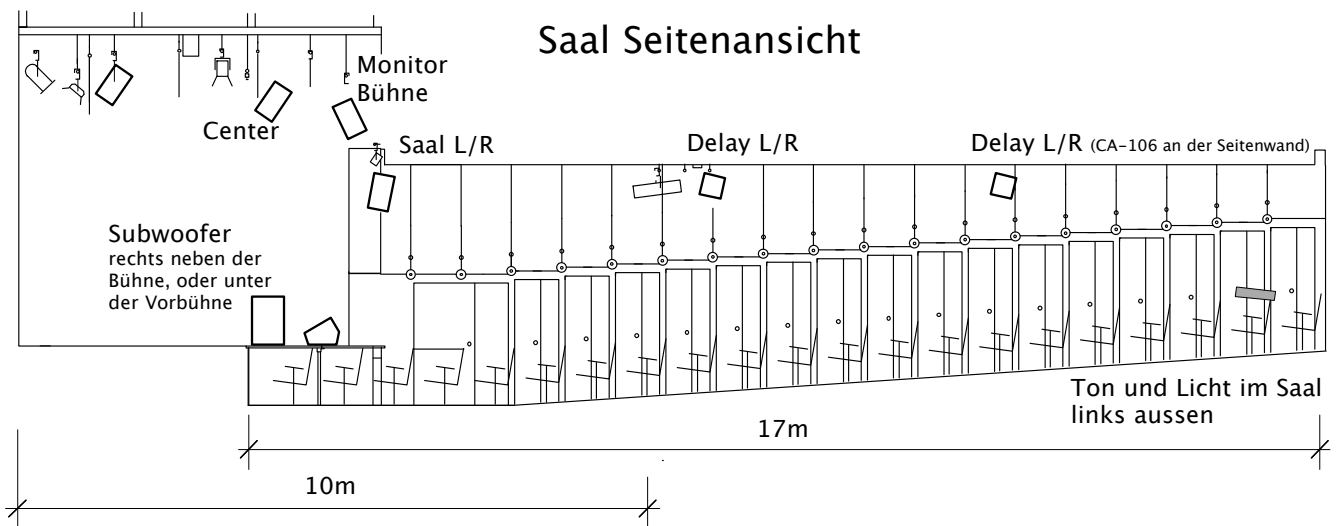 Saal Seitenansicht
Monitor
Bühne
Center
Saal L/R
Delay L/R
Delay L/R (CA-106 an der Seitenwand)
Subwoofer
rechts neben der
Bühne, oder unter
der Vorbühne
Ton und Licht im Saal
links aussen
17m
10m